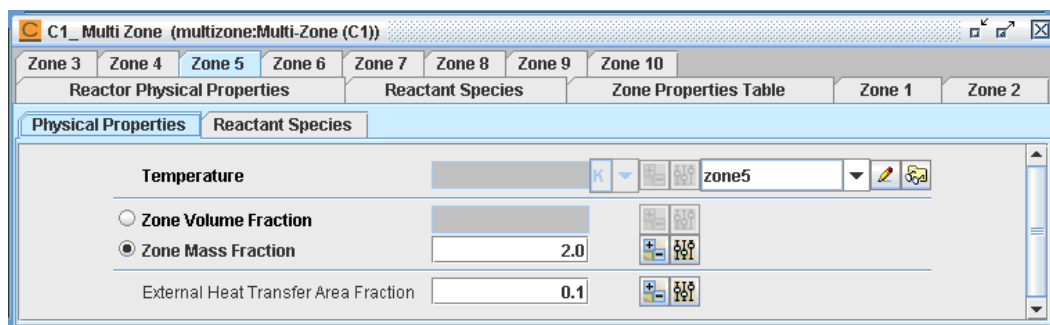 C1_ Multi Zone (multizone:Multi-Zone (C1))
Zone 3 Zone 4 Zone 5 Zone 6 Zone 7 Zone 8 Zone 9 Zone 10
Reactor Physical Properties Reactant Species Zone Properties Table Zone 1 Zone 2
Physical Properties Reactant Species
Temperature K zone5
Zone Volume Fraction
Zone Mass Fraction 2.0
External Heat Transfer Area Fraction 0.1